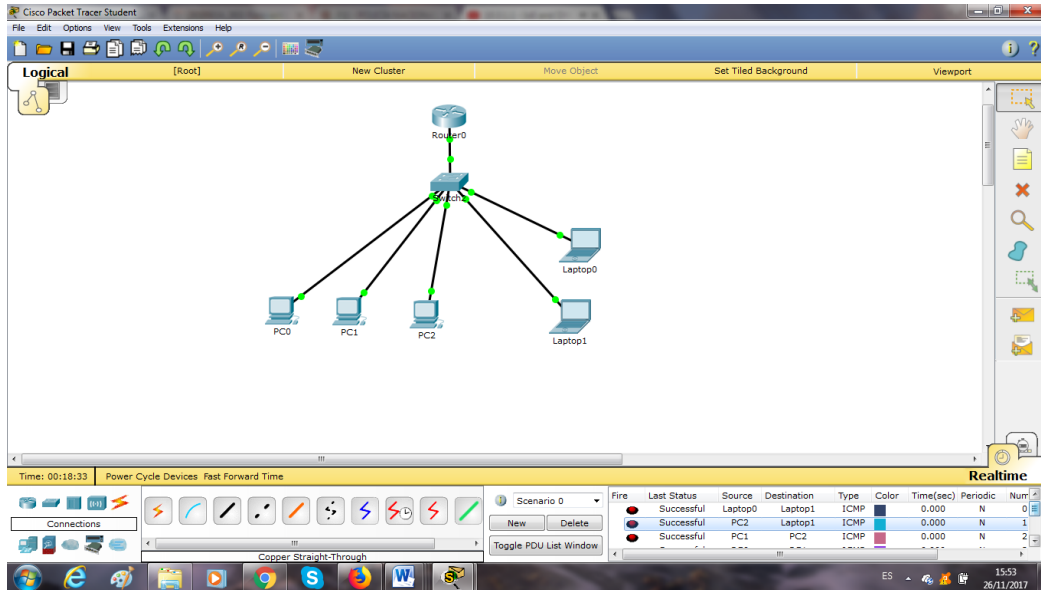 Cisco Packet Tracer Student
File Edit Options View Tools Extensions Help
Logical [Root] New Cluster Move Object Set Tiled Background Viewport
Router0
Switch2
Laptop0
PC0 PC1 PC2 Laptop1
Time: 00:18:33 Power Cycle Devices Fast Forward Time Realtime
Connections
Copper Straight-Through
Scenario 0
New Delete
Toggle PDU List Window
Fire Last Status Source Destination Type Color Time(sec) Periodic Num
Successful Laptop0 Laptop1 ICMP 0.000 N 0
Successful PC2 Laptop1 ICMP 0.000 N 1
Successful PC1 PC2 ICMP 0.000 N 2
ES 15:53
26/11/2017